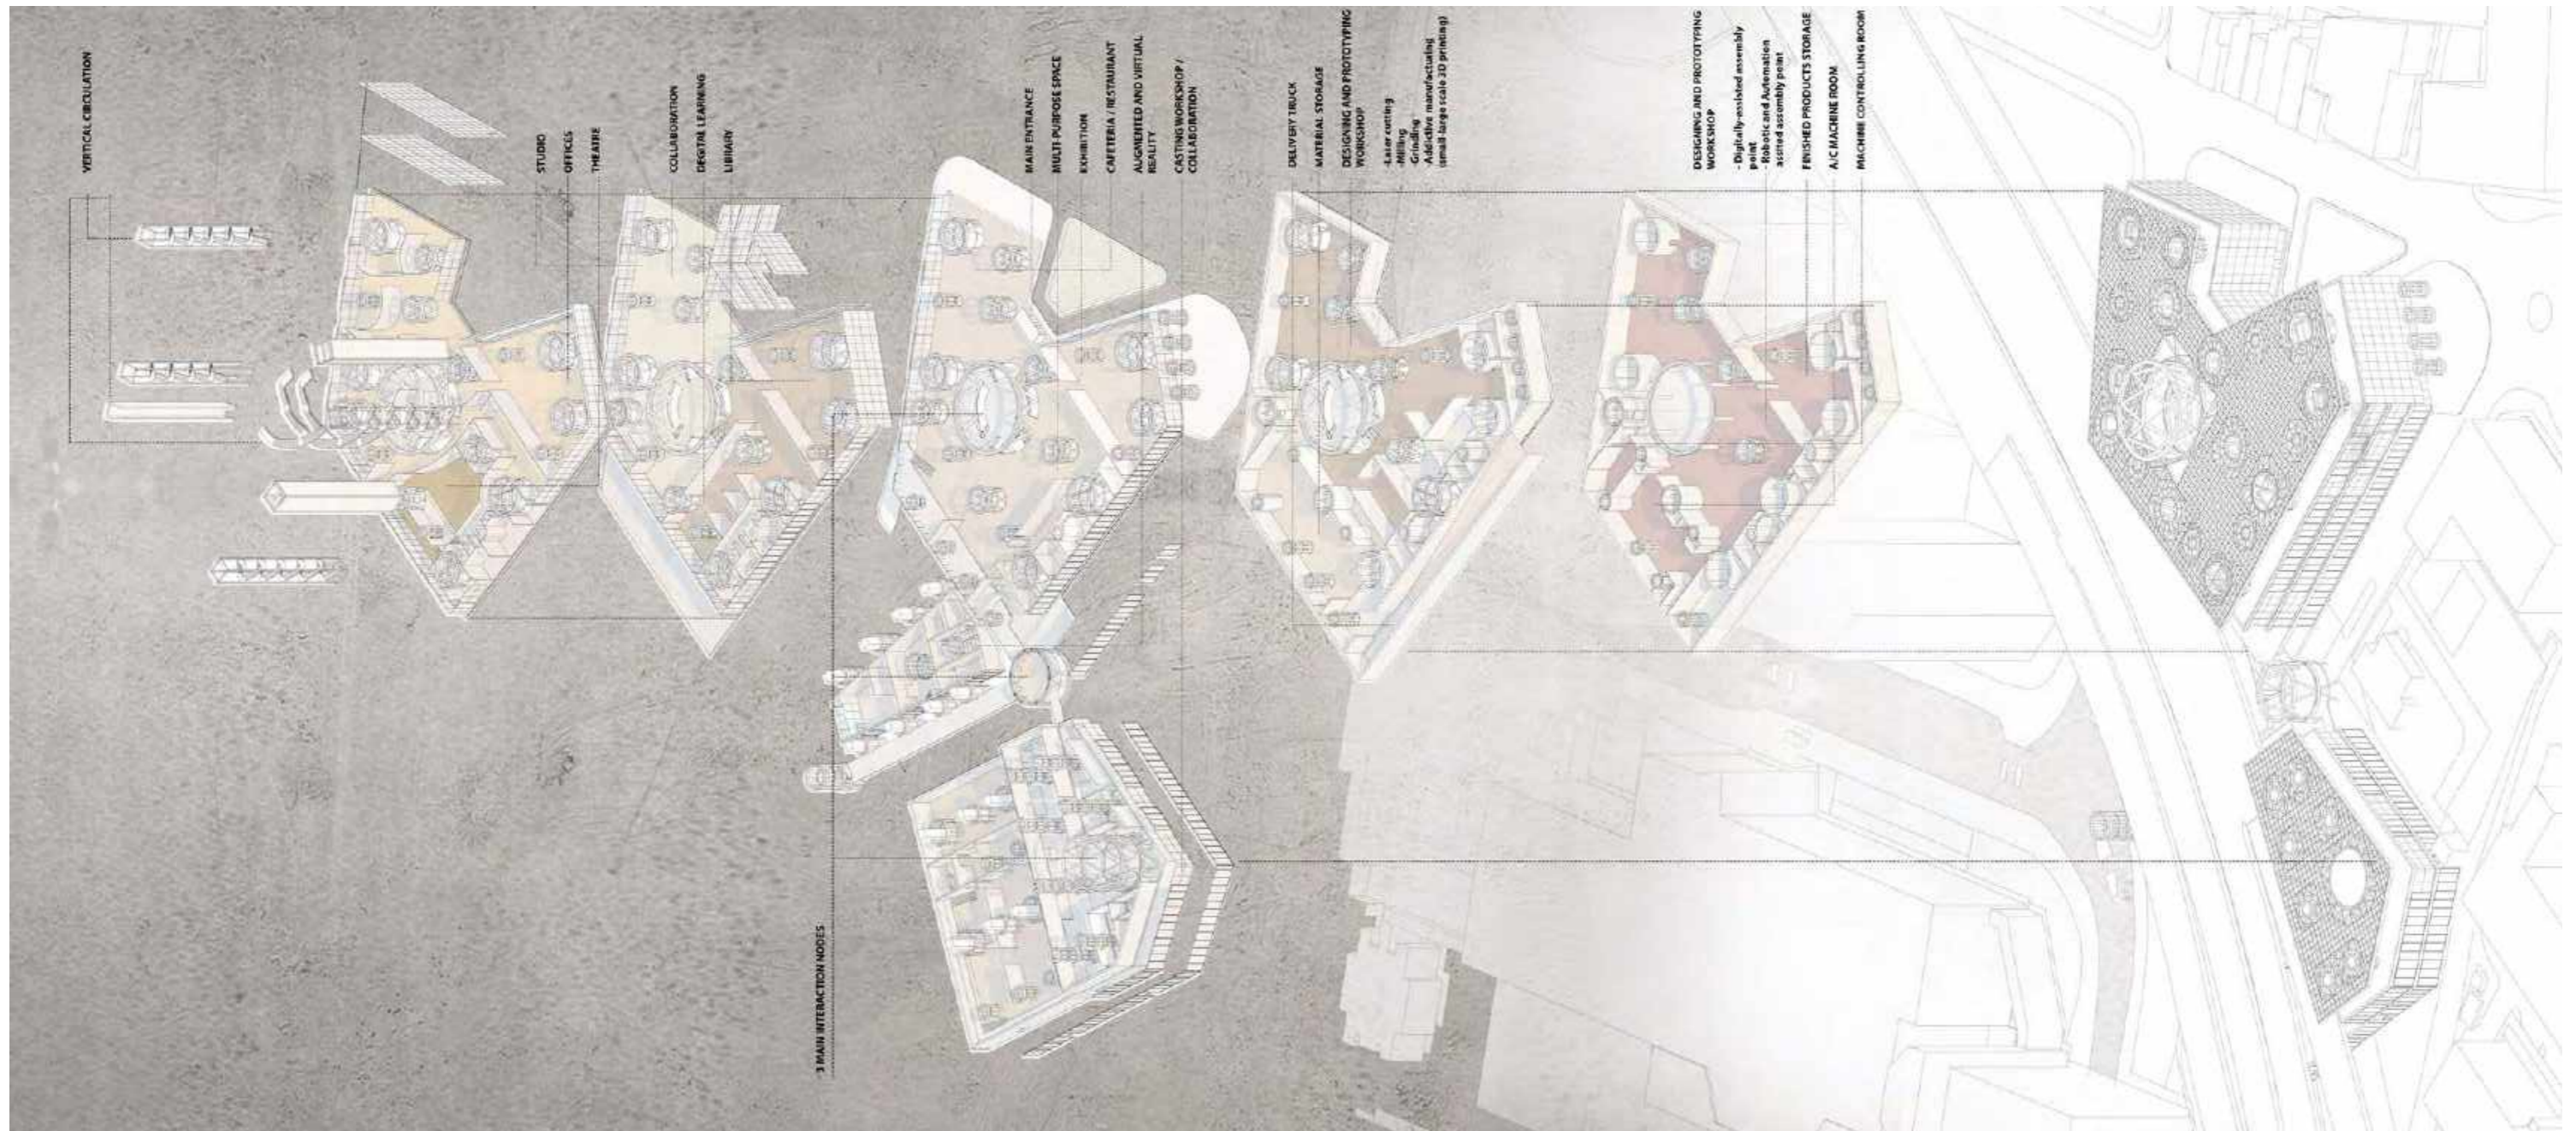 VERTICAL CIRCULATION
STUDIO
OFFICES
THEATRE
COLLABORATION
DIGITAL LEARNING
LIBRARY
3 MAIN INTERACTION NODES
MAIN ENTRANCE
MULTI-PURPOSE SPACE
EXHIBITION
CAFETERIA / RESTAURANT
AUGMENTED AND VIRTUAL
REALITY
CASTING WORKSHOP /
COLLABORATION
DELIVERY TRUCK
MATERIAL STORAGE
DESIGNING AND PROTOTYPING
WORKSHOP
-Laser cutting
-Milling
-Grinding
-Addictive manufacturing
(small-large scale 3D printing)
DESIGNING AND PROTOTYPING
WORKSHOP
- Digitally-assisted assembly
point
- Robotic and Automation
assited assembly point
FINISHED PRODUCTS STORAGE
A/C MACHINE ROOM
MACHINE CONTROLLING ROOM